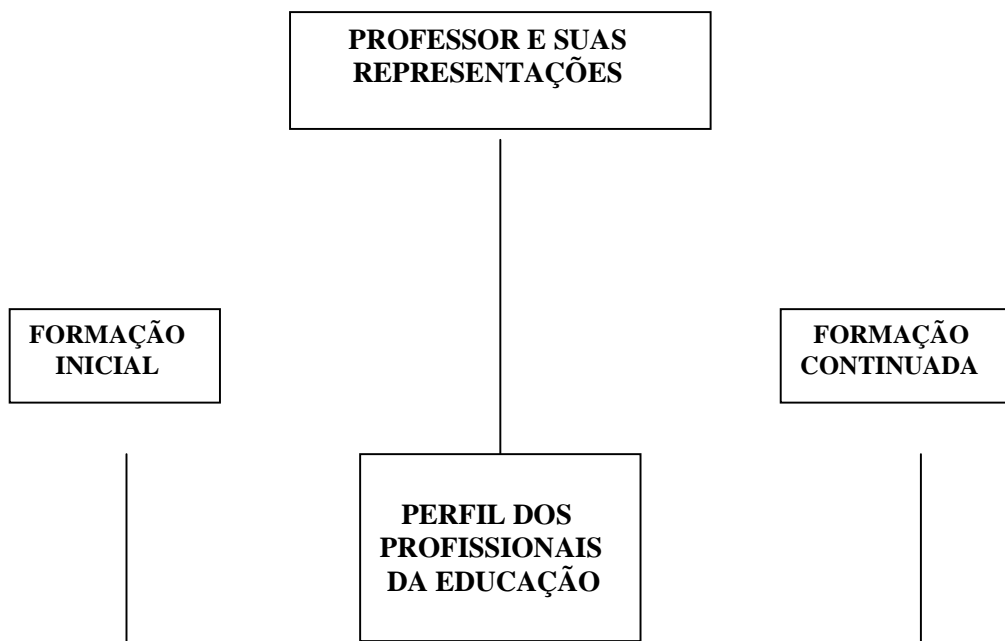 PROFESSOR E SUAS
REPRESENTAÇÕES
FORMAÇÃO
INICIAL
FORMAÇÃO
CONTINUADA
PERFIL DOS
PROFISSIONAIS
DA EDUCAÇÃO